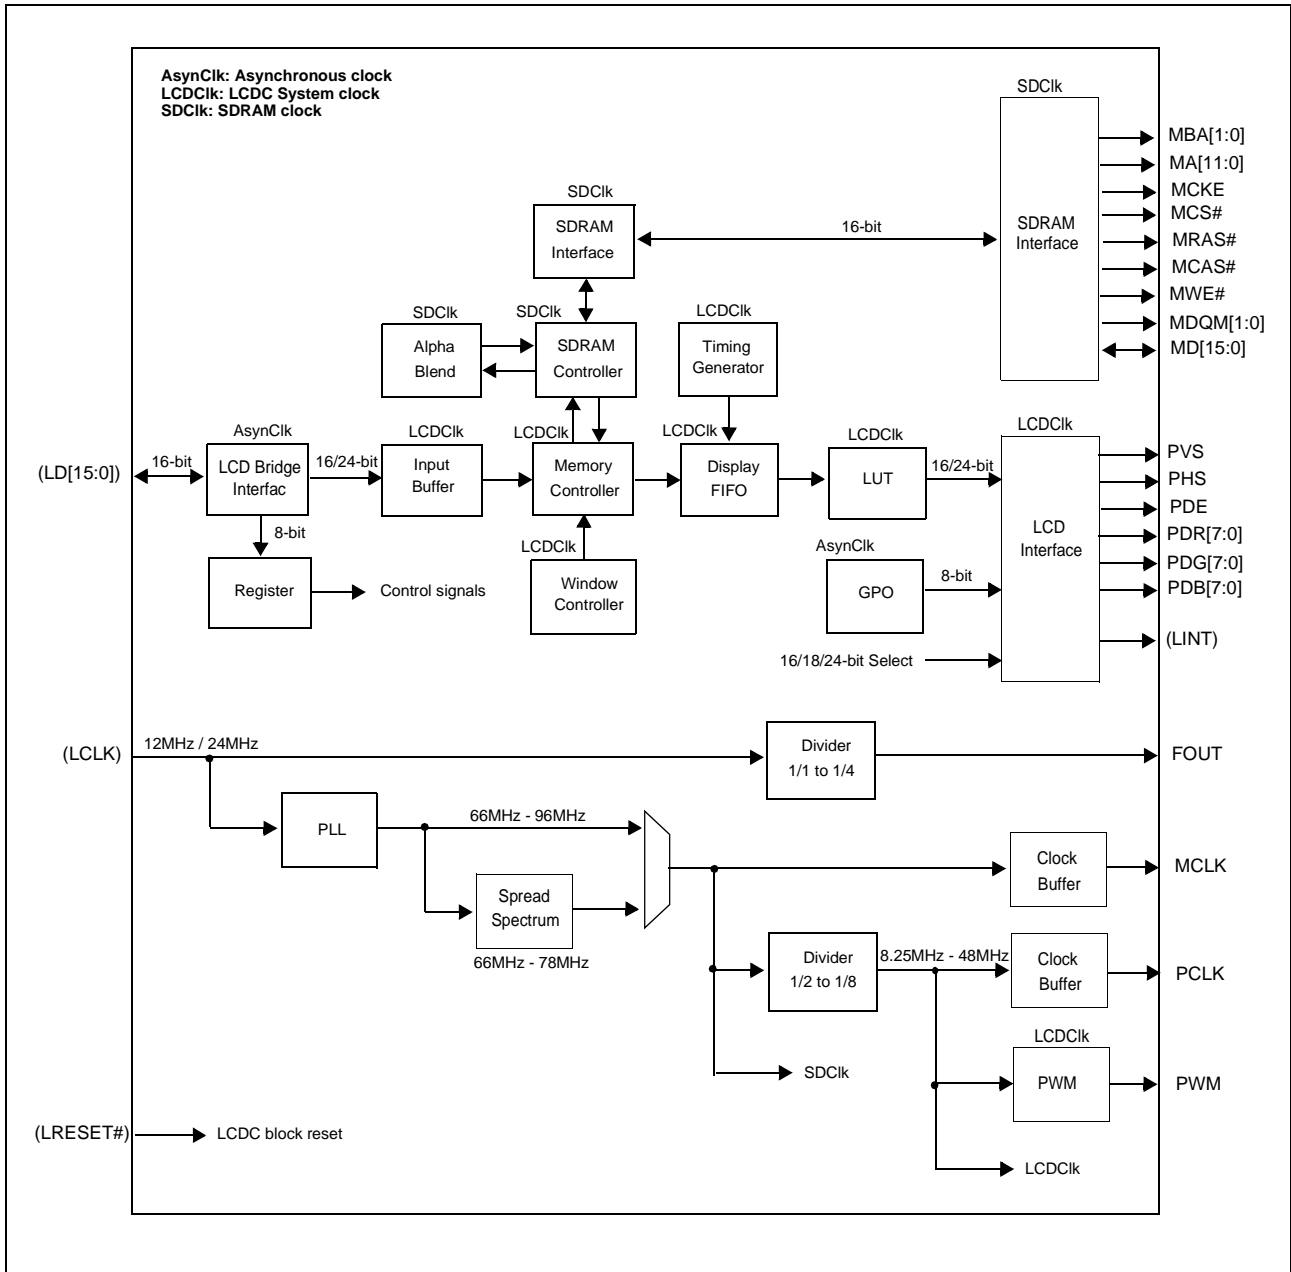 AsynClk: Asynchronous clock
LCDClk: LCDC System clock
SDClk: SDRAM clock
SDClk
SDRAM
Interface
MBA[1:0]
MA[11:0]
MCKE
MCS#
MRAS#
MCAS#
MWE#
MDQM[1:0]
MD[15:0]
SDClk
SDRAM
Interface
16-bit
SDClk
Alpha
Blend
SDClk
SDRAM
Controller
LCDClk
Timing
Generator
(LD[15:0])
16-bit
AsynClk
LCD Bridge
Interfac
16/24-bit
LCDClk
Input
Buffer
LCDClk
Memory
Controller
LCDClk
Display
FIFO
LCDClk
LUT
16/24-bit
LCDClk
LCD
Interface
PVS
PHS
PDE
PDR[7:0]
PDG[7:0]
PDB[7:0]
(LINT)
8-bit
Register
Control signals
LCDClk
Window
Controller
AsynClk
GPO
8-bit
16/18/24-bit Select
(LCLK)
12MHz / 24MHz
Divider
1/1 to 1/4
FOUT
PLL
66MHz - 96MHz
Spread
Spectrum
66MHz - 78MHz
Clock
Buffer
MCLK
Divider
1/2 to 1/8
8.25MHz - 48MHz
Clock
Buffer
PCLK
SDClk
LCDClk
PWM
PWM
(LRESET#)
LCDC block reset
LCDClk